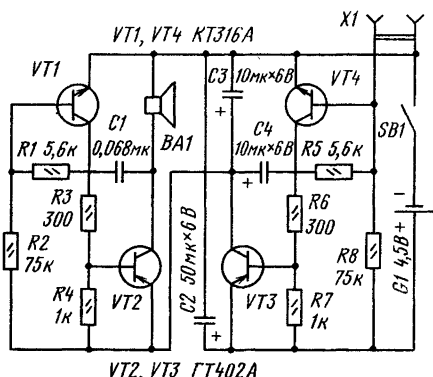 VT1, VT4 КТ316А
X1
VT1
C3
10мк×6В
VT4
+
C1
0,068мк
BA1
C4
10мк×6В
+
SB1
R1 5,6к
R5 5,6к
R3
300
R6
300
R2
75к
R4
1к
VT2
C2 50мк×6В
+
VT3
R7
1к
R8
75к
−
+
G1 4,5В
VT2, VT3 ГТ402А